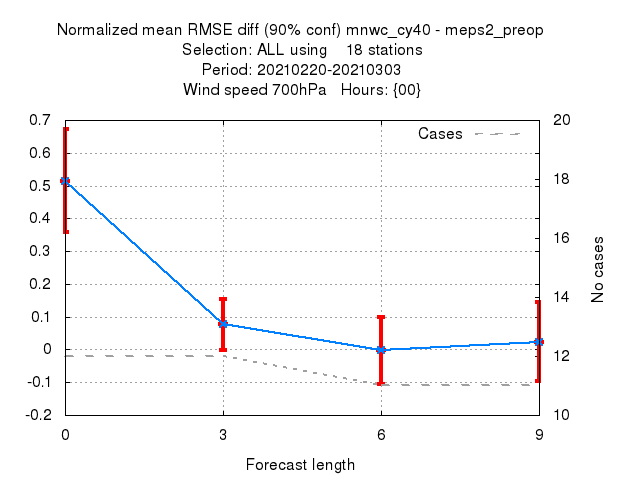 Normalized mean RMSE diff (90% conf) mnwc_cy40 - meps2_preop
Selection: ALL using 18 stations
Period: 20210220-20210303
Wind speed 700hPa Hours: {00}
Cases
0.7
0.6
0.5
0.4
0.3
0.2
0.1
0
-0.1
-0.2
20
18
16
14
12
10
No cases
0 3 6 9
Forecast length